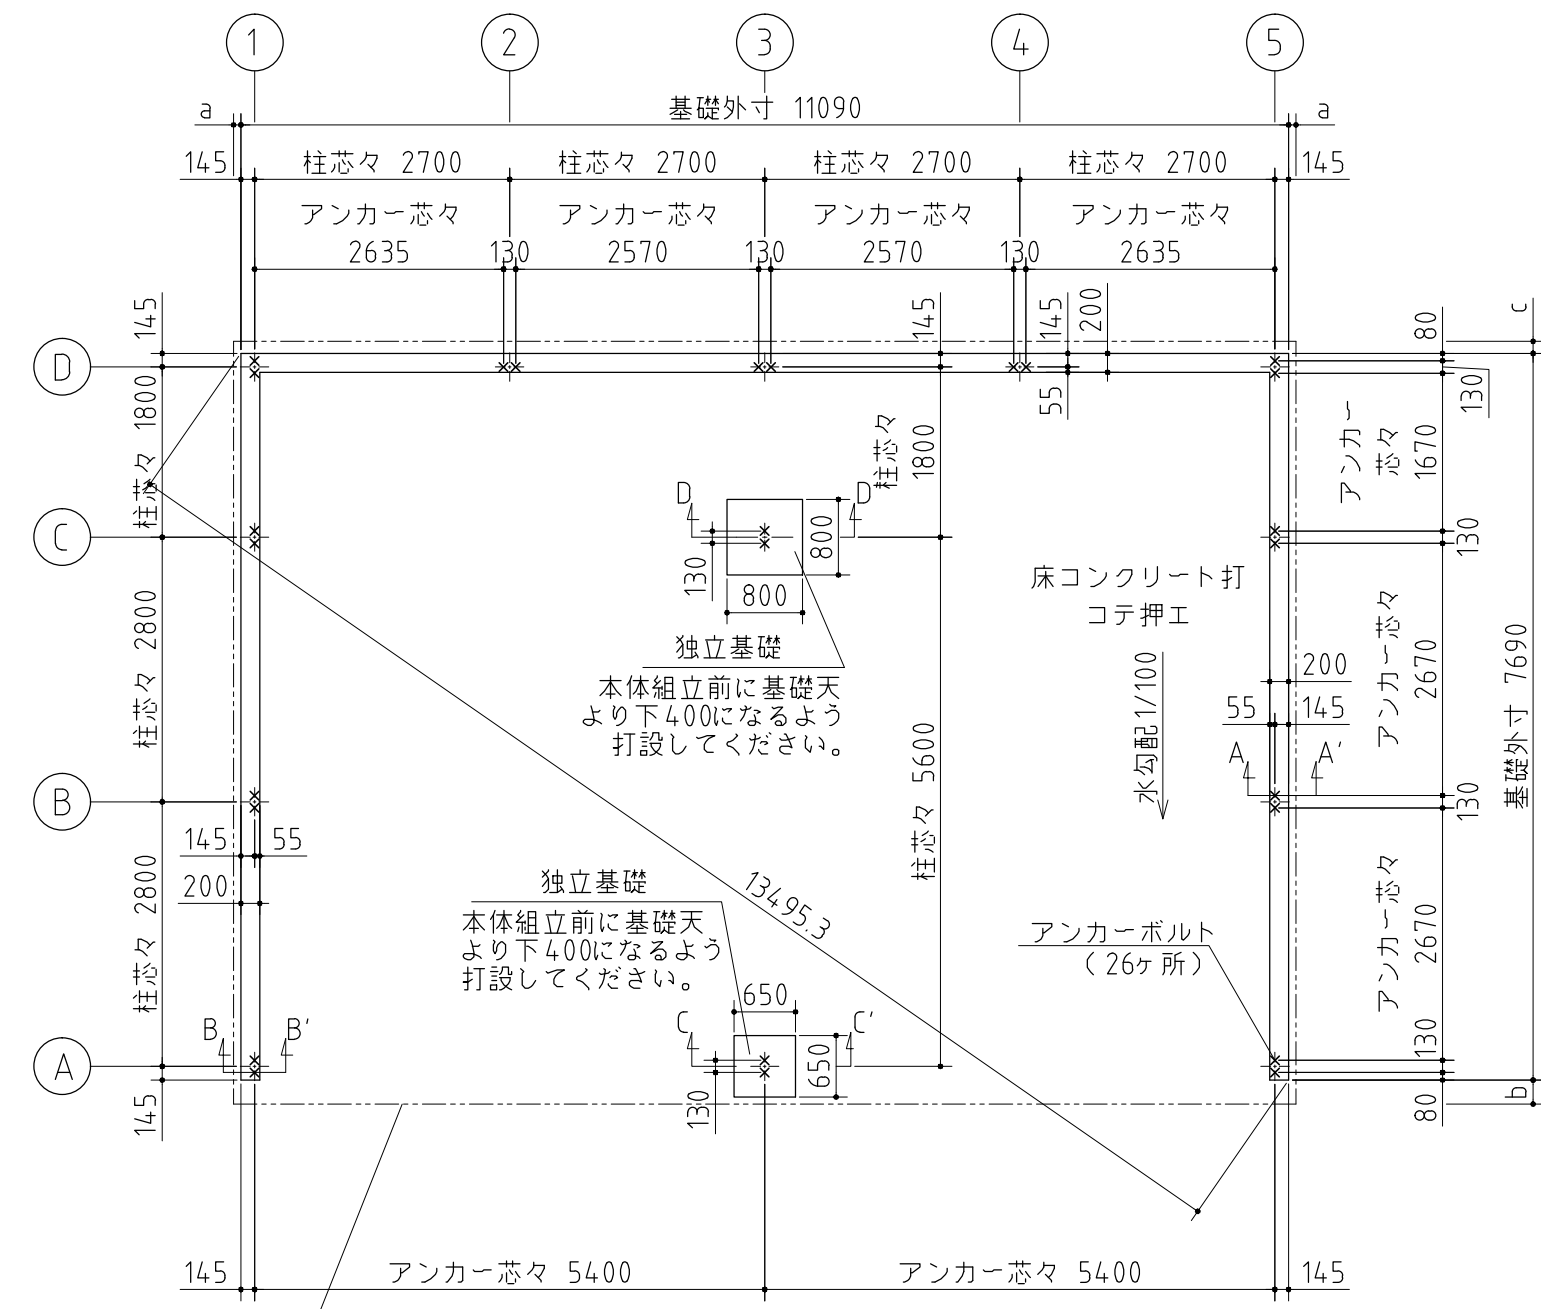 1
2
3
4
5
a
基礎外寸 11090
a
145
柱芯々 2700
柱芯々 2700
柱芯々 2700
柱芯々 2700
145
アンカー芯々
アンカー芯々
アンカー芯々
アンカー芯々
2635
130
2570
130
2570
130
2635
145
145
145
200
80
c
D
55
130
柱芯々 1800
柱芯々
1800
アンカー
芯々
1670
D
D'
C
130
800
800
130
床コンクリート打
コテ押エ
柱芯々 2800
独立基礎
本体組立前に基礎天
より下400になるよう
打設してください。
柱芯々 5600
水勾配1/100
200
55
145
A
A'
アンカー芯々
2670
基礎外寸 7690
B
130
145
55
200
柱芯々 2800
独立基礎
本体組立前に基礎天
より下400になるよう
打設してください。
13495.3
アンカーボルト
(26ケ所)
アンカー芯々
2670
650
B
B'
C
C'
A
650
130
130
145
b
80
145
アンカー芯々 5400
アンカー芯々 5400
145